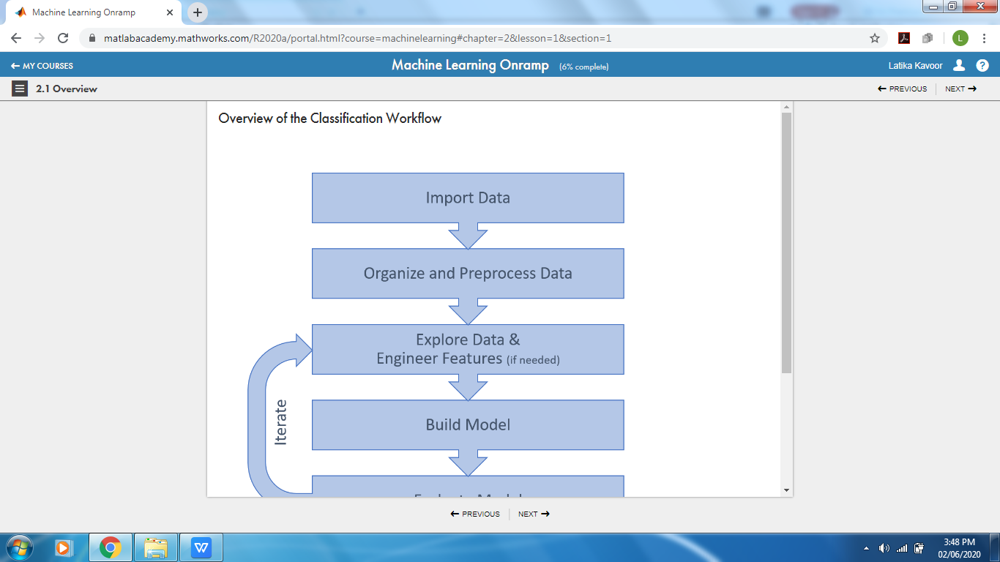 Machine Learning Onramp
matlabacademy.mathworks.com/R2020a/portal.html?course=machinelearning#chapter=2&lesson=1&section=1
L
MY COURSES
Machine Learning Onramp (6% complete)
Latika Kavoor
?
2.1 Overview
PREVIOUS
NEXT
Overview of the Classification Workflow
Import Data
Organize and Preprocess Data
Explore Data &
Engineer Features (if needed)
Iterate
Build Model
PREVIOUS
NEXT
W
3:48 PM
02/06/2020